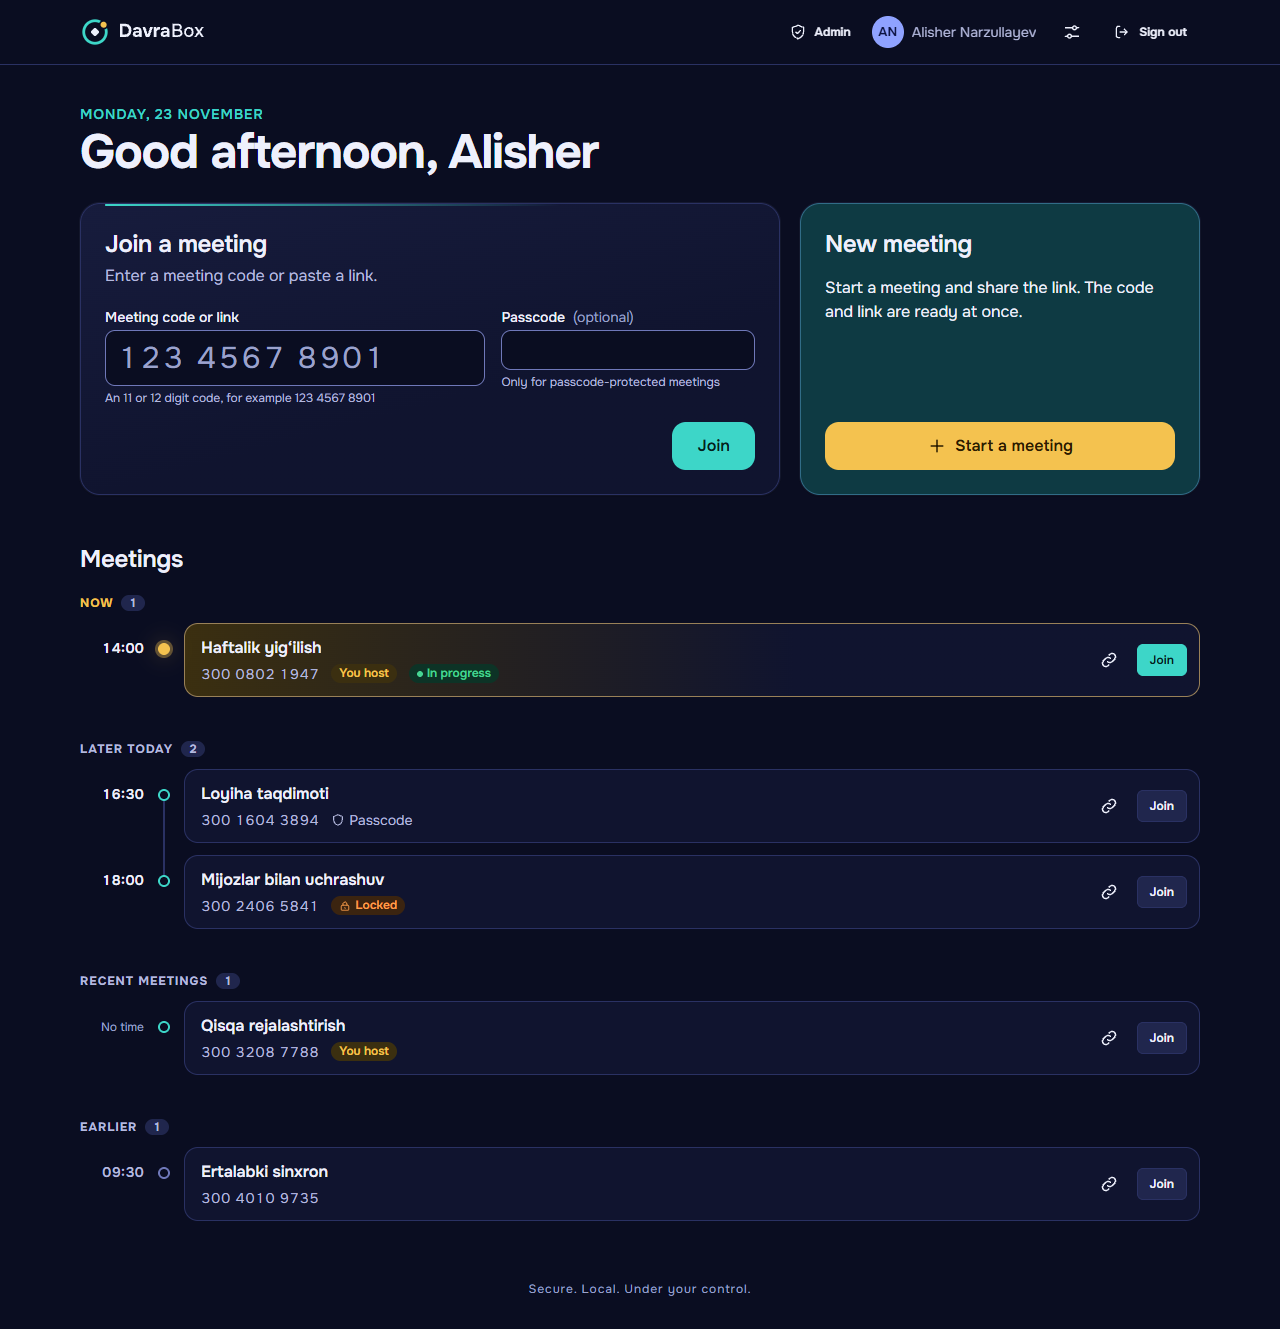 DavraBox
Admin
AN
Alisher Narzullayev
Sign out
MONDAY, 23 NOVEMBER
Good afternoon, Alisher
Join a meeting
Enter a meeting code or paste a link.
Meeting code or link
123 4567 8901
An 11 or 12 digit code, for example 123 4567 8901
Passcode (optional)
Only for passcode-protected meetings
Join
New meeting
Start a meeting and share the link. The code
and link are ready at once.
Start a meeting
Meetings
NOW 1
14:00
Haftalik yig‘ilish
300 0802 1947 You host In progress
Join
LATER TODAY 2
16:30
Loyiha taqdimoti
300 1604 3894 Passcode
Join
18:00
Mijozlar bilan uchrashuv
300 2406 5841 Locked
Join
RECENT MEETINGS 1
No time
Qisqa rejalashtirish
300 3208 7788 You host
Join
EARLIER 1
09:30
Ertalabki sinxron
300 4010 9735
Join
Secure. Local. Under your control.